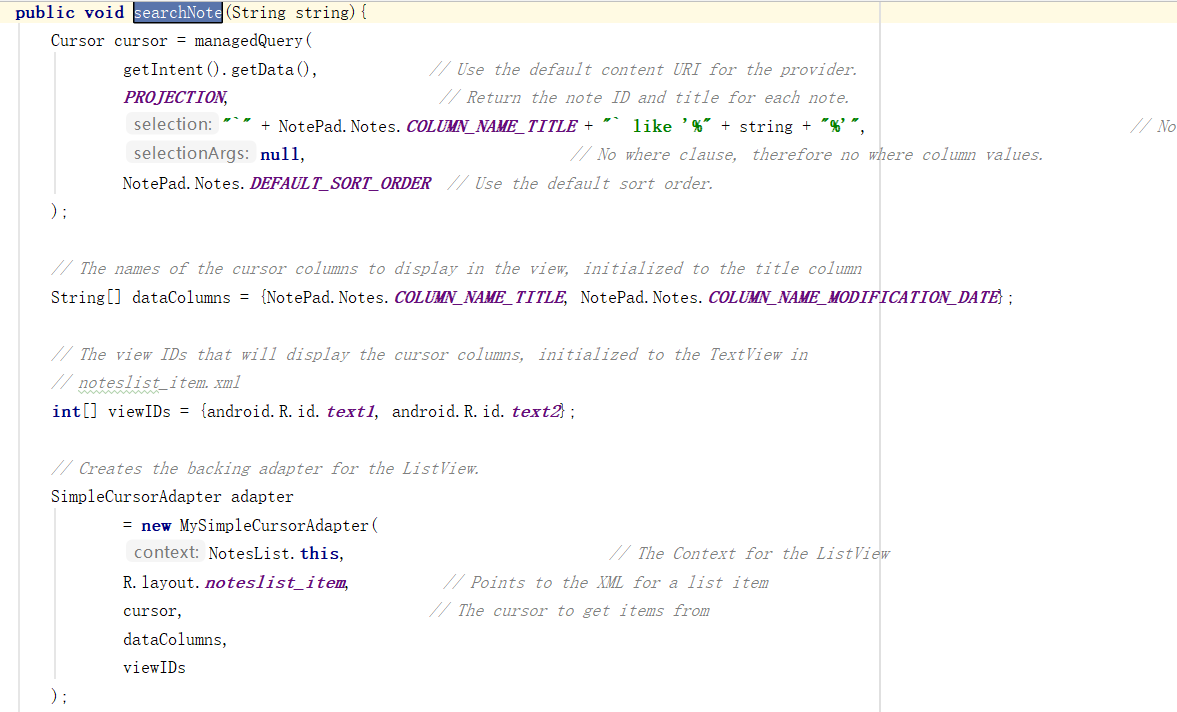 public void searchNote(String string){
Cursor cursor = managedQuery(
getIntent().getData(), // Use the default content URI for the provider.
PROJECTION, // Return the note ID and title for each note.
selection: "`" + NotePad.Notes.COLUMN_NAME_TITLE + "` like '%" + string + "%'", // No
selectionArgs: null, // No where clause, therefore no where column values.
NotePad.Notes.DEFAULT_SORT_ORDER // Use the default sort order.
);
// The names of the cursor columns to display in the view, initialized to the title column
String[] dataColumns = {NotePad.Notes.COLUMN_NAME_TITLE, NotePad.Notes.COLUMN_NAME_MODIFICATION_DATE};
// The view IDs that will display the cursor columns, initialized to the TextView in
// noteslist_item.xml
int[] viewIDs = {android.R.id.text1, android.R.id.text2};
// Creates the backing adapter for the ListView.
SimpleCursorAdapter adapter
= new MySimpleCursorAdapter(
context: NotesList.this, // The Context for the ListView
R.layout.noteslist_item, // Points to the XML for a list item
cursor, // The cursor to get items from
dataColumns,
viewIDs
);